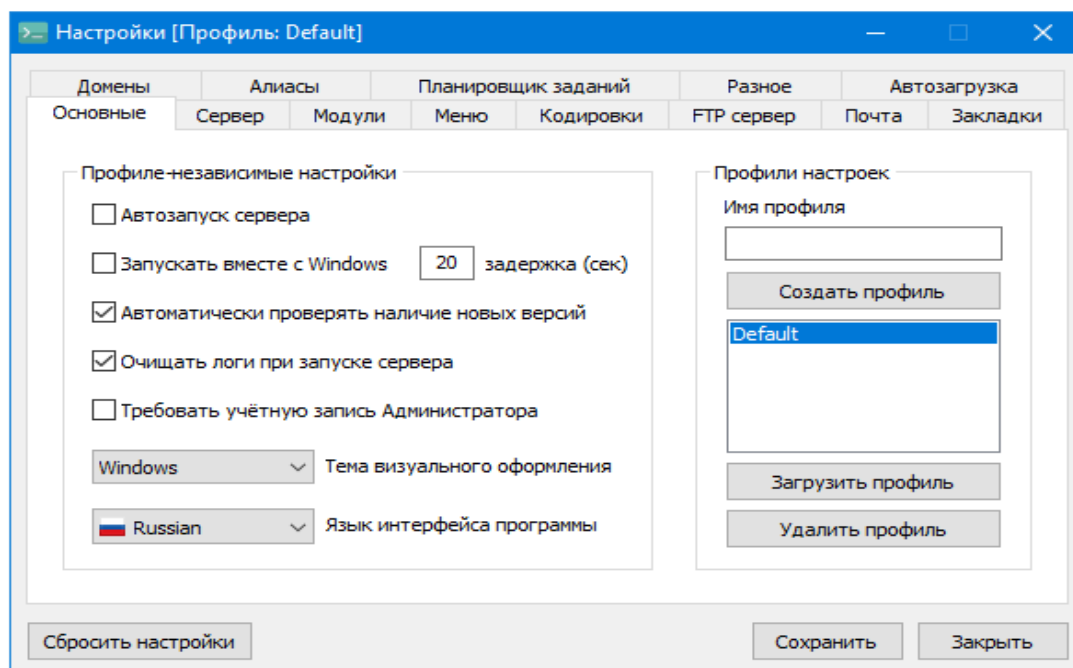 Настройки [Профиль: Default]
Домены Алиасы Планировщик заданий Разное Автозагрузка
Основные Сервер Модули Меню Кодировки FTP сервер Почта Закладки
Профиле-независимые настройки
Автозапуск сервера
Запускать вместе с Windows 20 задержка (сек)
Автоматически проверять наличие новых версий
Очищать логи при запуске сервера
Требовать учётную запись Администратора
Windows Тема визуального оформления
Russian Язык интерфейса программы
Профили настроек
Имя профиля
Создать профиль
Default
Загрузить профиль
Удалить профиль
Сбросить настройки Сохранить Закрыть